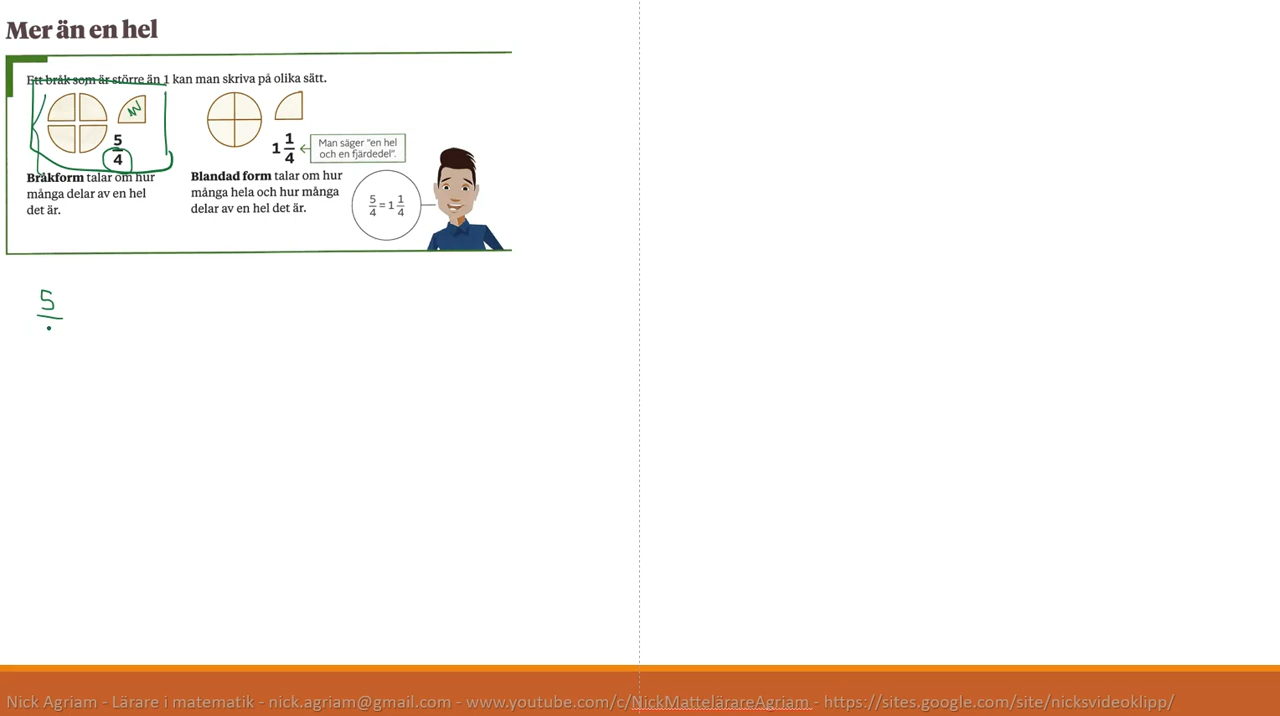 Mer än en hel
Ett bråk som är större än 1 kan man skriva på olika sätt.
5
4
1 1
4
Man säger "en hel
och en fjärdedel".
Bråkform talar om hur
många delar av en hel
det är.
Blandad form talar om hur
många hela och hur många
delar av en hel det är.
5/4 = 1 1/4
5
Nick Agriam - Lärare i matematik - nick.agriam@gmail.com - www.youtube.com/c/NickMattelärareAgriam - https://sites.google.com/site/nicksvideoklipp/